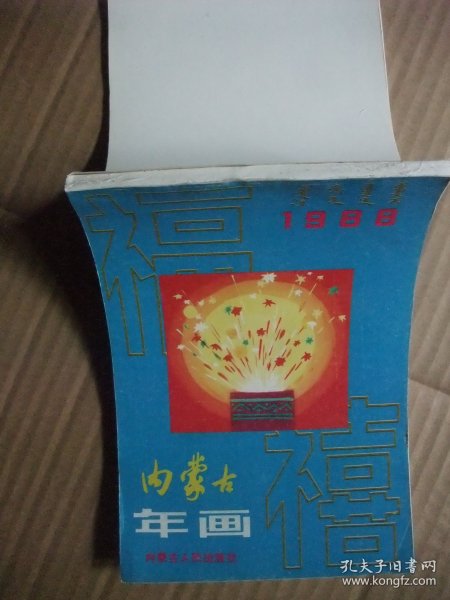 福
1988
禧
内蒙古
年画
内蒙古人民出版社
孔夫子旧书网
www.kongfz.com